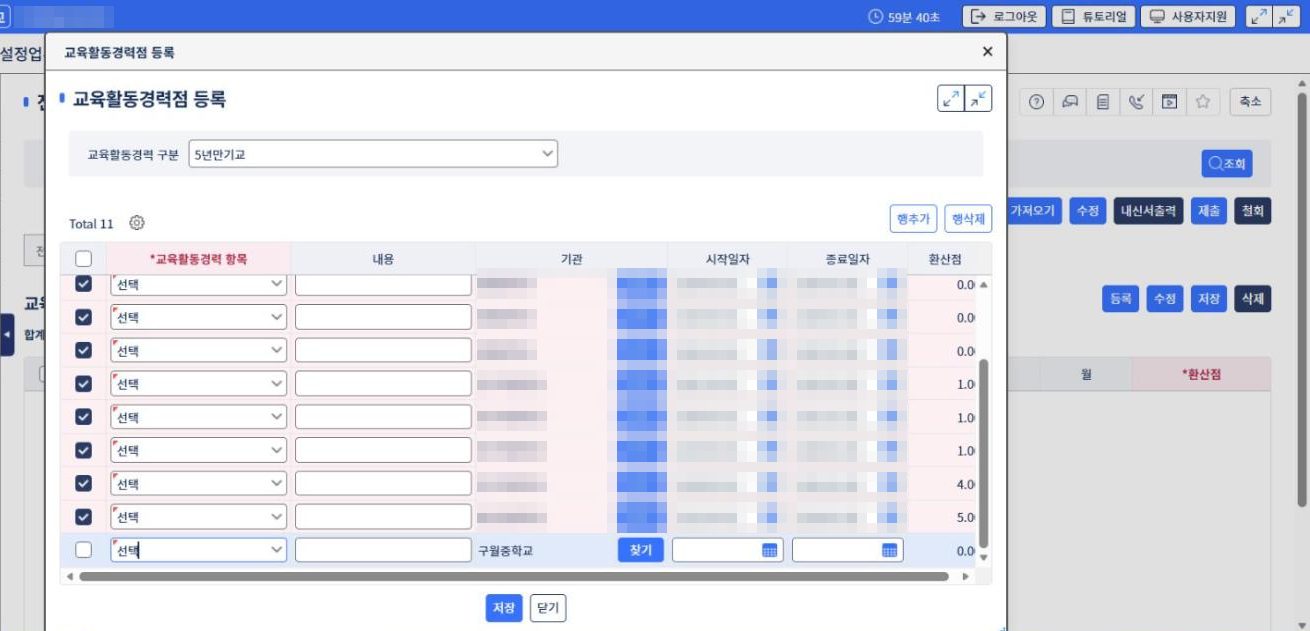 59분 40초 로그아웃 튜토리얼 사용자지원
설정업
교육활동경력점 등록
교육활동경력점 등록
축소
교육활동경력 구분 5년만기교
조회
가져오기 수정 내신서출력 제출 철회
Total 11 행추가 행삭제
*교육활동경력 항목 내용 기관 시작일자 종료일자 환산점
선택 0.0
선택 0.0
선택 0.0
선택 1.0
선택 1.0
선택 1.0
선택 4.0
선택 5.0
선택 구월중학교 찾기 0.0
등록 수정 저장 삭제
합계
월 *환산점
저장 닫기